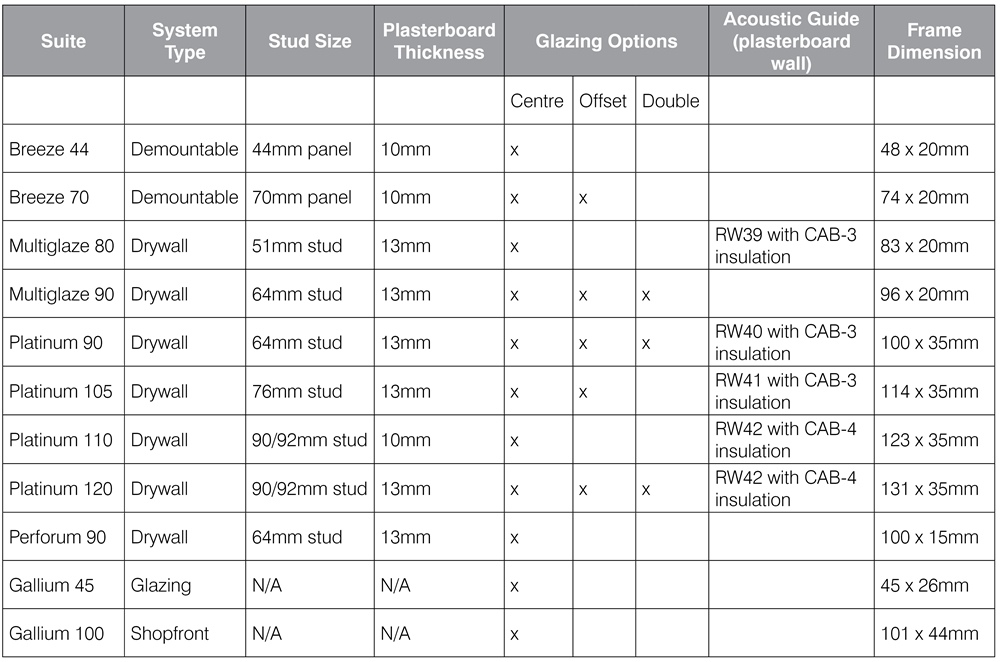 Suite System Type Stud Size Plasterboard Thickness Glazing Options Acoustic Guide (plasterboard wall) Frame Dimension
Centre Offset Double
Breeze 44 Demountable 44mm panel 10mm x 48 x 20mm
Breeze 70 Demountable 70mm panel 10mm x x 74 x 20mm
Multiglaze 80 Drywall 51mm stud 13mm x RW39 with CAB-3 insulation 83 x 20mm
Multiglaze 90 Drywall 64mm stud 13mm x x x 96 x 20mm
Platinum 90 Drywall 64mm stud 13mm x x x RW40 with CAB-3 insulation 100 x 35mm
Platinum 105 Drywall 76mm stud 13mm x x RW41 with CAB-3 insulation 114 x 35mm
Platinum 110 Drywall 90/92mm stud 10mm x RW42 with CAB-4 insulation 123 x 35mm
Platinum 120 Drywall 90/92mm stud 13mm x x x RW42 with CAB-4 insulation 131 x 35mm
Perforum 90 Drywall 64mm stud 13mm x 100 x 15mm
Gallium 45 Glazing N/A N/A x 45 x 26mm
Gallium 100 Shopfront N/A N/A x 101 x 44mm